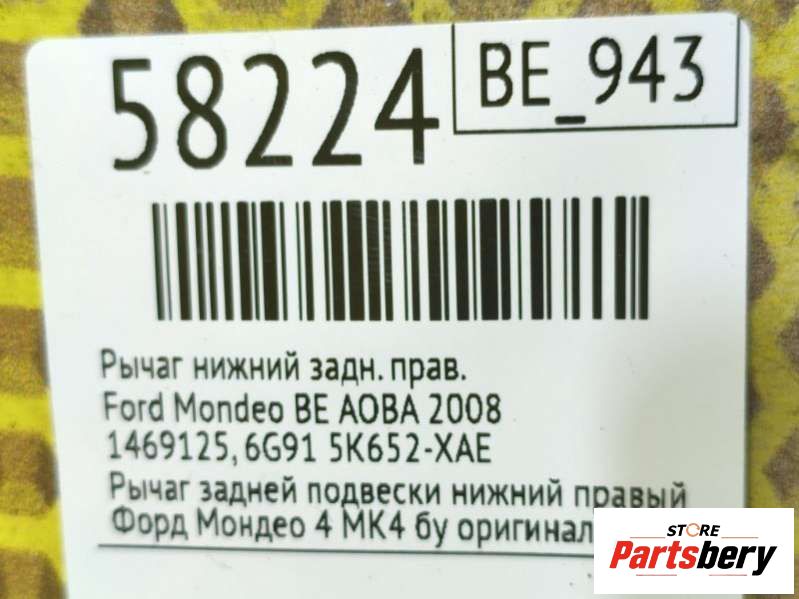 58224
BE_943
Рычаг нижний задн. прав.
Ford Mondeo BE AOBA 2008
1469125, 6G91 5K652-XAE
Рычаг задней подвески нижний правый
Форд Мондео 4 МК4 бу оригинал
STORE
Partsbery